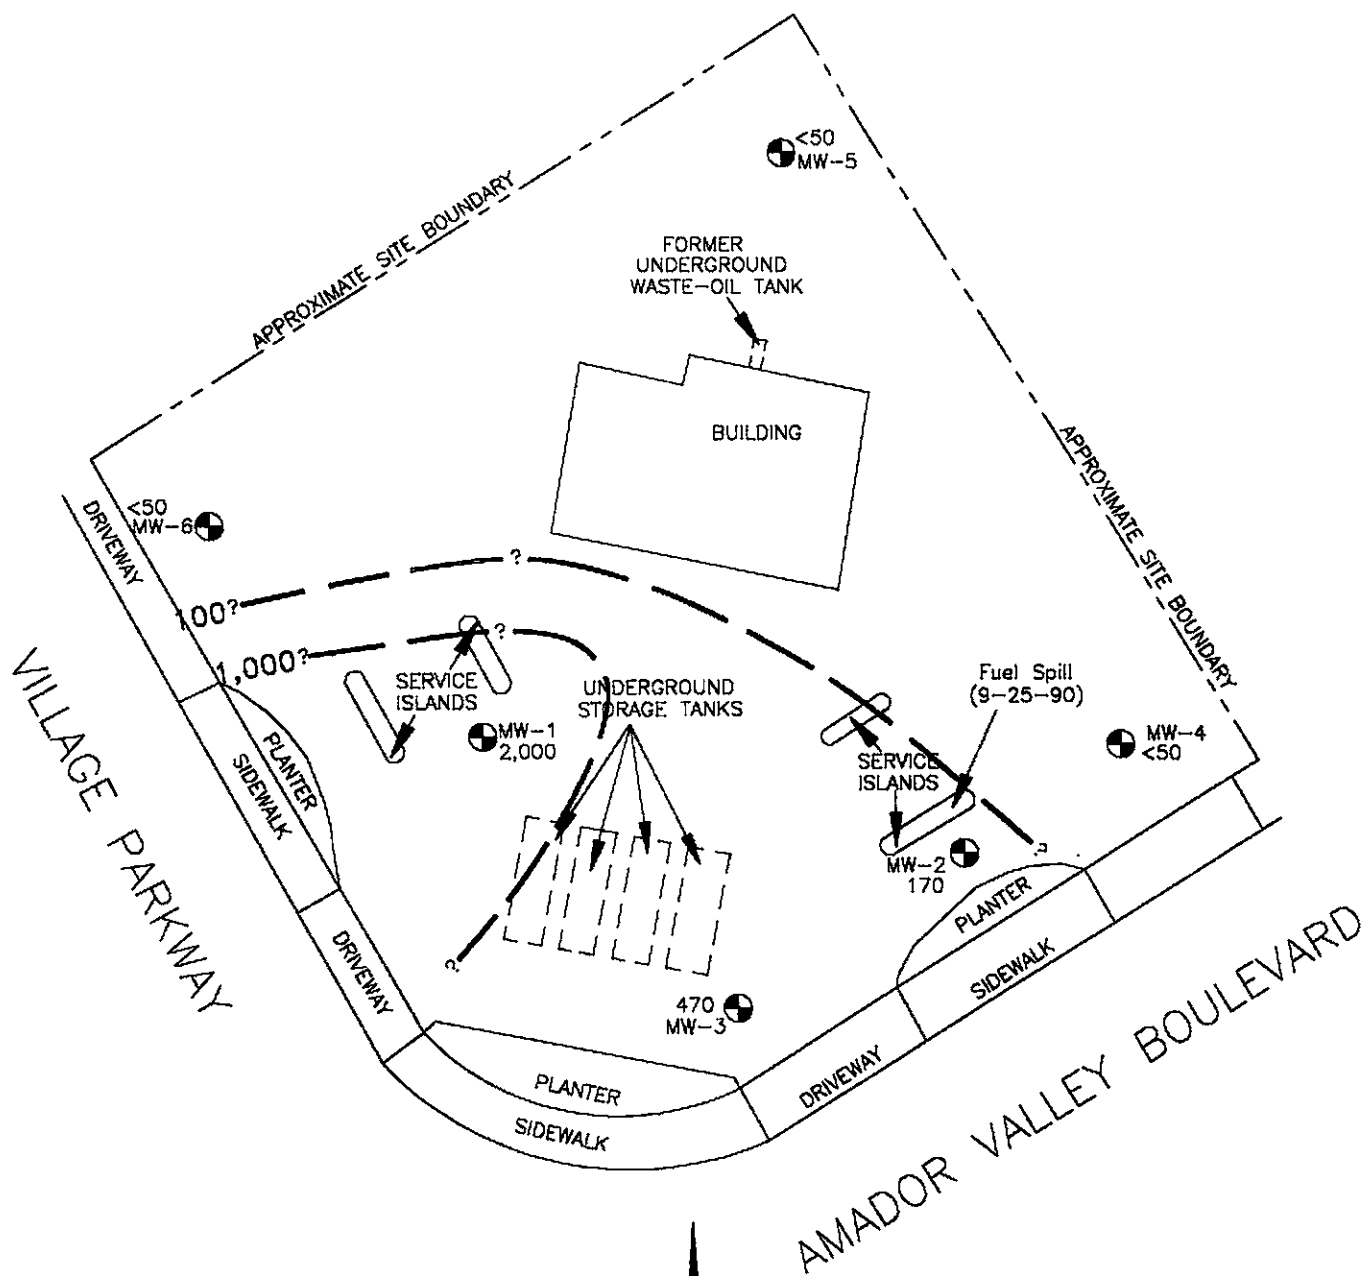 <50
MW-5
APPROXIMATE SITE BOUNDARY
FORMER
UNDERGROUND
WASTE-OIL TANK
BUILDING
APPROXIMATE SITE BOUNDARY
<50
MW-6
DRIVEWAY
?
100?
?
1,000?
SERVICE
ISLANDS
UNDERGROUND
STORAGE TANKS
Fuel Spill
(9-25-90)
MW-1
2,000
MW-4
<50
SERVICE
ISLANDS
PLANTER
SIDEWALK
VILLAGE PARKWAY
MW-2
170
?
PLANTER
SIDEWALK
DRIVEWAY
?
470
MW-3
PLANTER
SIDEWALK
DRIVEWAY
AMADOR VALLEY BOULEVARD